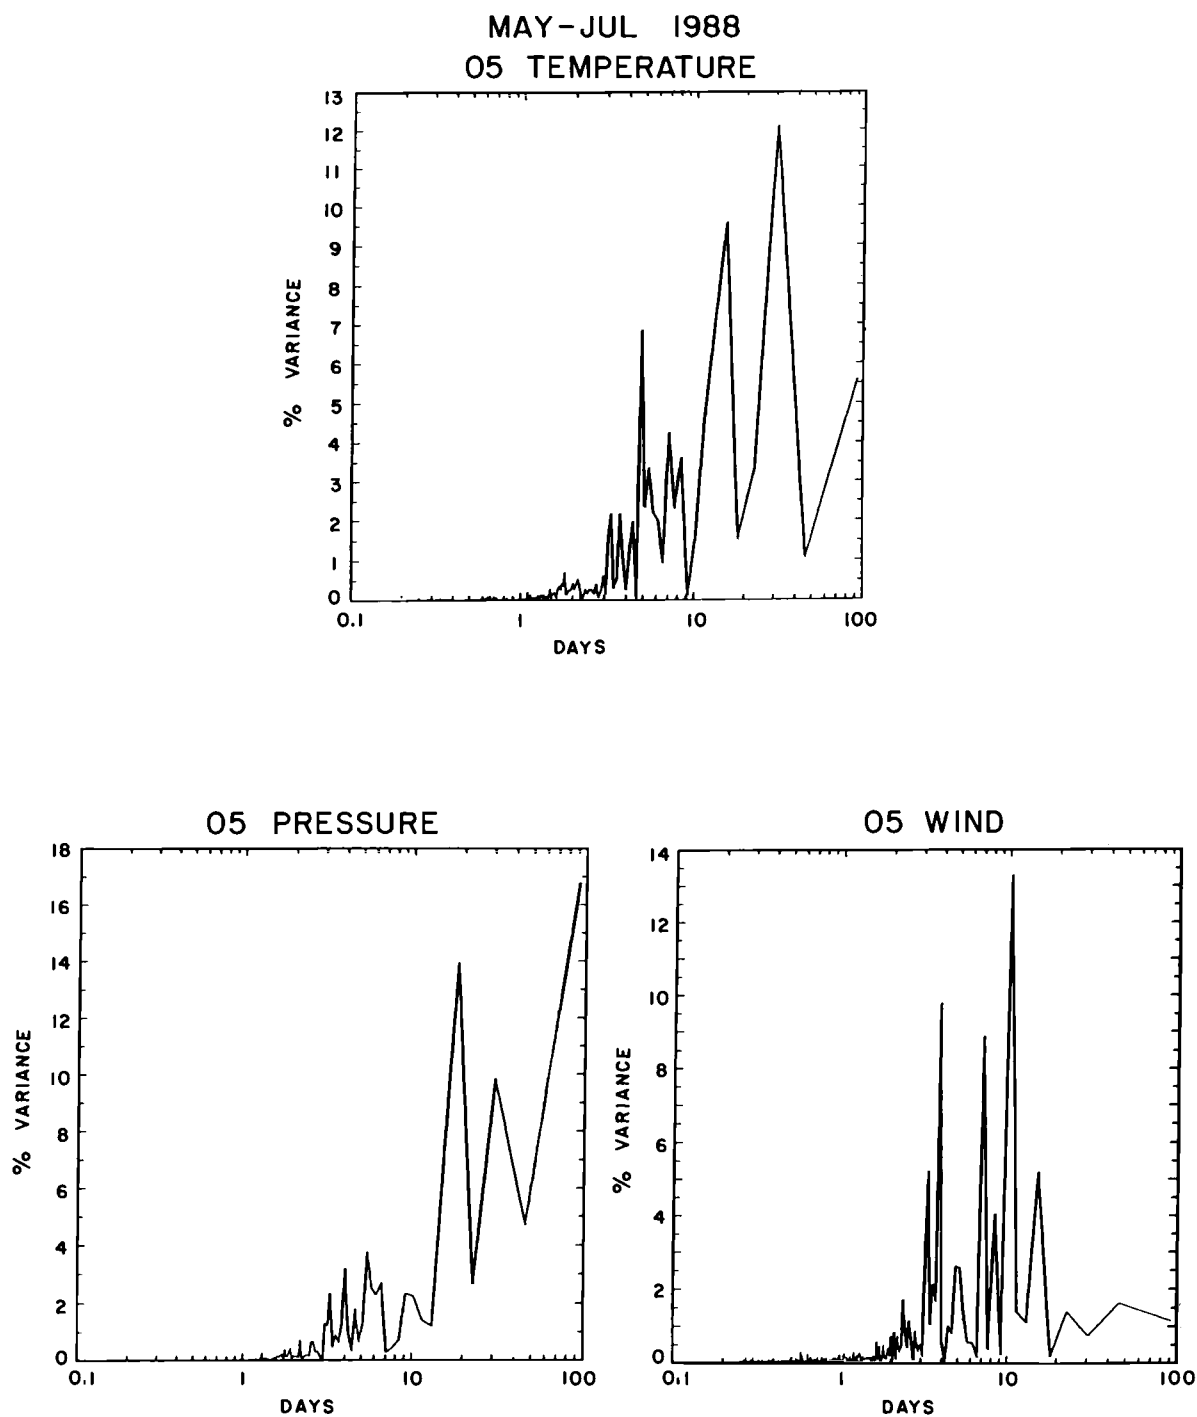 MAY-JUL 1988
05 TEMPERATURE
13
12
11
10
9
8
7
6
5
4
3
2
1
0
% VARIANCE
0.1 1 10 100
DAYS
05 PRESSURE
18
16
14
12
10
8
6
4
2
0
% VARIANCE
0.1 1 10 100
DAYS
05 WIND
14
12
10
8
6
4
2
0
% VARIANCE
0.1 1 10 100
DAYS